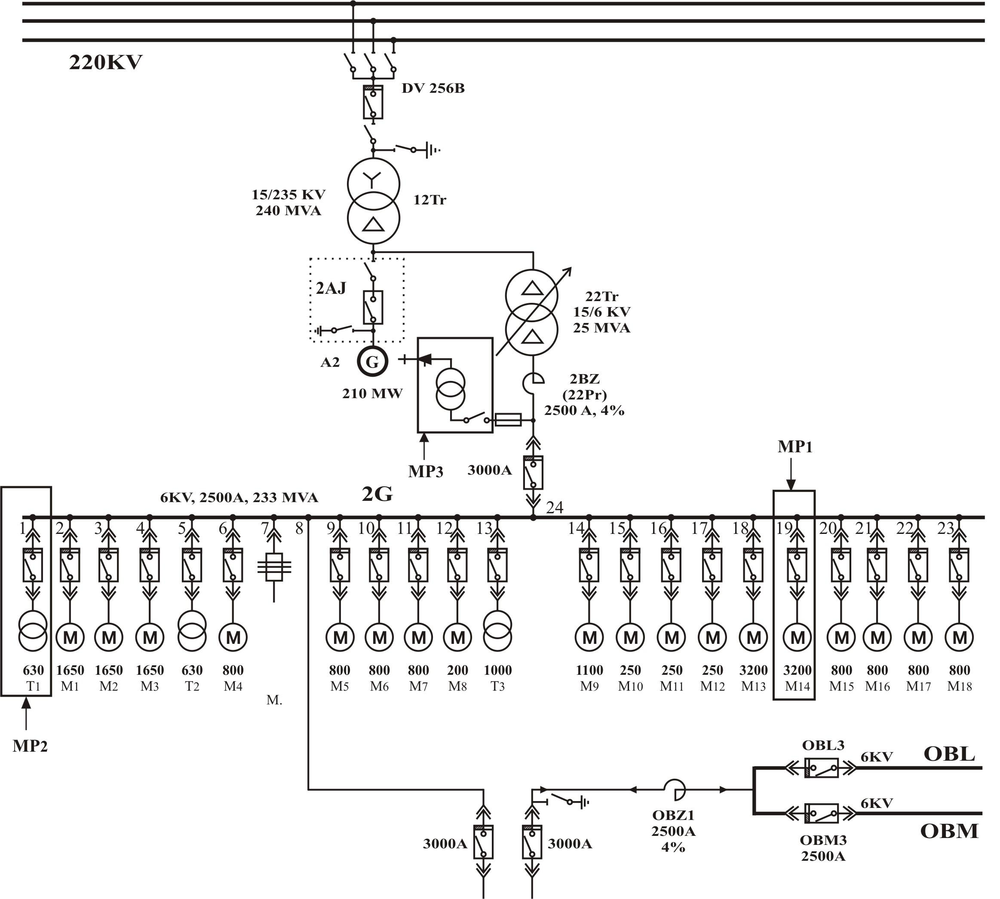 220KV
DV 256B
15/235 KV
240 MVA
12Tr
2AJ
22Tr
15/6 KV
25 MVA
A2
G
210 MW
2BZ
(22Pr)
2500 A, 4%
MP3
3000A
MP1
6KV, 2500A, 233 MVA
2G
24
1 2 3 4 5 6 7 8 9 10 11 12 13 14 15 16 17 18 19 20 21 22 23
M M M M M M M M M M M M M M M M M M
630 1650 1650 1650 630 800 800 800 800 200 1000 1100 250 250 250 3200 3200 800 800 800 800
T1 M1 M2 M3 T2 M4 M5 M6 M7 M8 T3 M9 M10 M11 M12 M13 M14 M15 M16 M17 M18
M.
MP2
OBL3
6KV
OBL
6KV
OBM
OBM3
2500A
OBZ1
2500A
4%
3000A
3000A